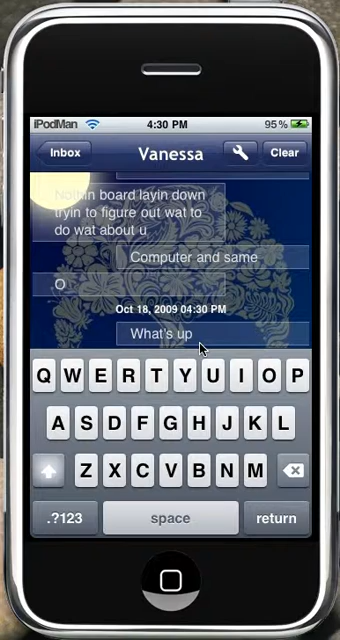 iPodMan 4:30 PM 95%
Inbox Vanessa Clear
Nothin board layin down
tryin to figure out wat to
do wat about u
Computer and same
O
Oct 18, 2009 04:30 PM
What's up
Q W E R T Y U I O P
A S D F G H J K L
Z X C V B N M
.?123 space return